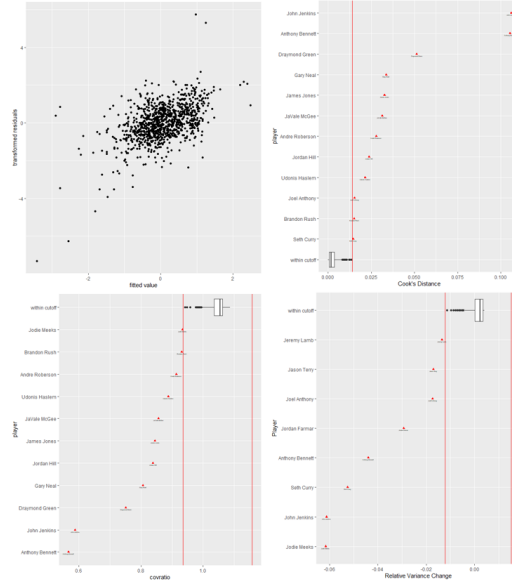 transformed residuals
4
0
-4
-2
0
2
fitted value
player
John Jenkins
Anthony Bennett
Draymond Green
Gary Neal
James Jones
JaVale McGee
Andre Roberson
Jordan Hill
Udonis Haslem
Joel Anthony
Brandon Rush
Seth Curry
within cutoff
0.000
0.025
0.050
0.075
0.100
Cook's Distance
player
within cutoff
Jodie Meeks
Brandon Rush
Andre Roberson
Udonis Haslem
JaVale McGee
James Jones
Jordan Hill
Gary Neal
Draymond Green
John Jenkins
Anthony Bennett
0.6
0.8
1.0
covratio
Player
within cutoff
Jeremy Lamb
Jason Terry
Joel Anthony
Jordan Farmar
Anthony Bennett
Seth Curry
John Jenkins
Jodie Meeks
-0.06
-0.04
-0.02
0.00
Relative Variance Change